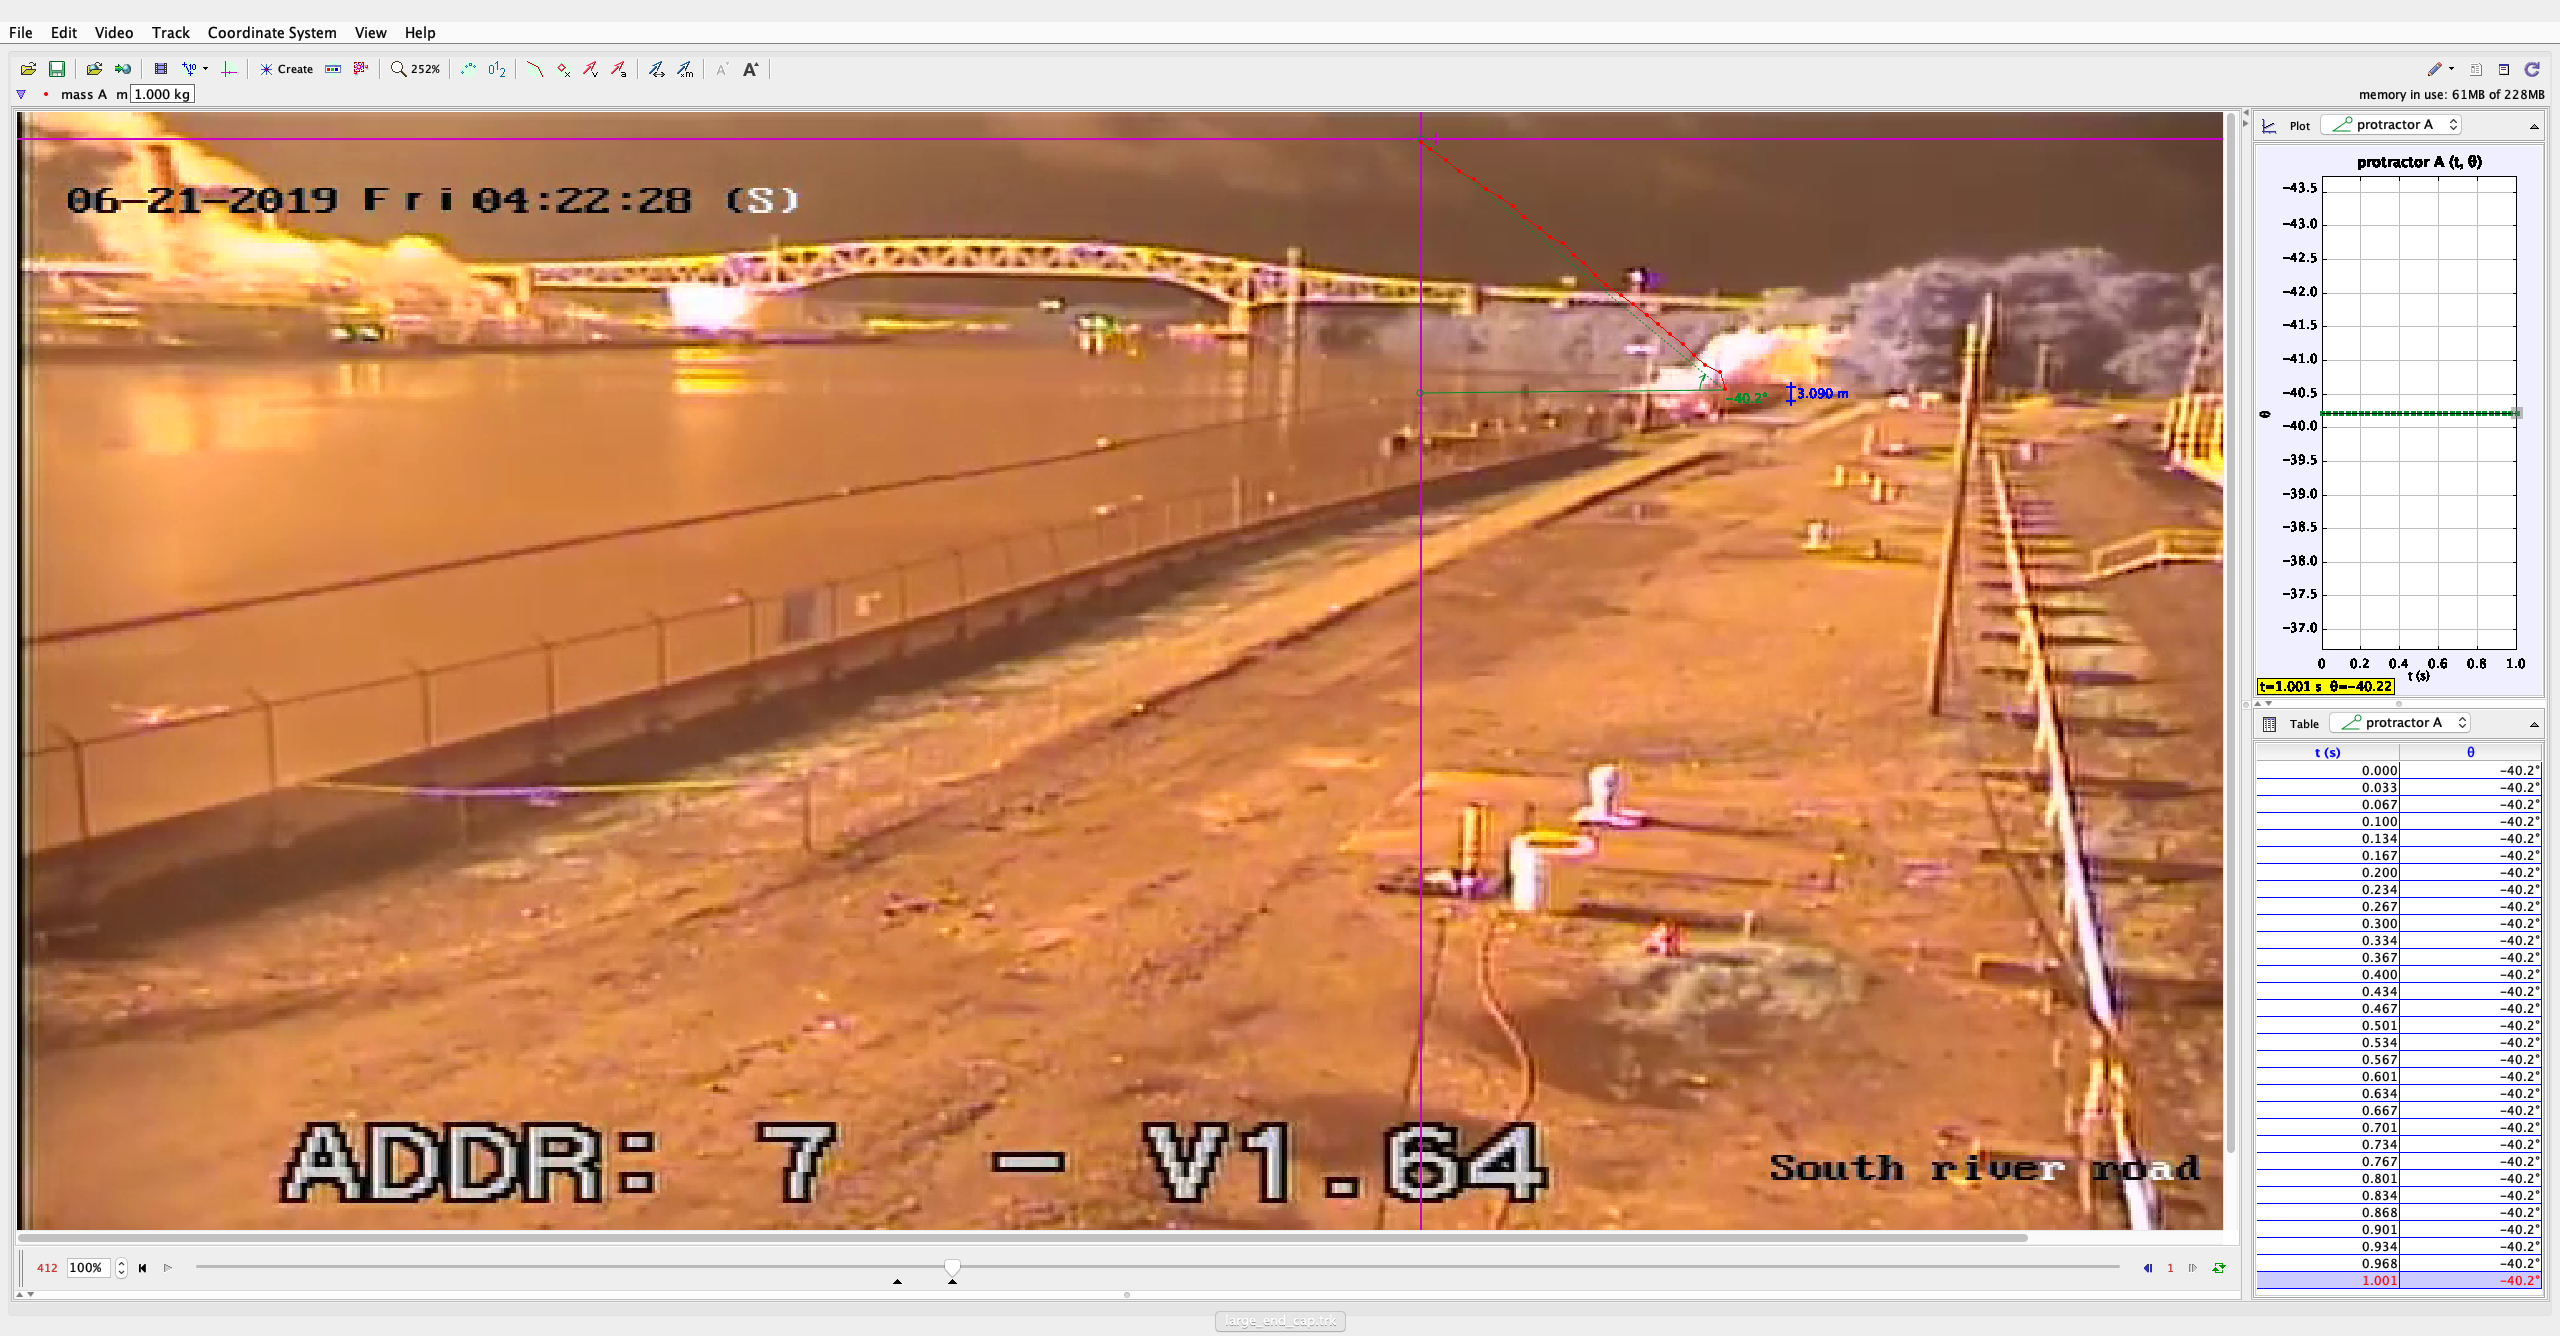 File Edit Video Track Coordinate System View Help
Create 252%
mass A m 1.000 kg
memory in use: 61MB of 228MB
06-21-2019 Fri 04:22:28 (S)
-40.2°
3.090 m
ADDR: 7 - V1.64
South river road
412 100%
1
large_end_cap.trk
Plot protractor A
protractor A (t, θ)
-43.5
-43.0
-42.5
-42.0
-41.5
-41.0
-40.5
-40.0
-39.5
-39.0
-38.5
-38.0
-37.5
-37.0
θ
0 0.2 0.4 0.6 0.8 1.0
t (s)
t=1.001 s θ=-40.22
Table protractor A
t (s) θ
0.000 -40.2°
0.033 -40.2°
0.067 -40.2°
0.100 -40.2°
0.134 -40.2°
0.167 -40.2°
0.200 -40.2°
0.234 -40.2°
0.267 -40.2°
0.300 -40.2°
0.334 -40.2°
0.367 -40.2°
0.400 -40.2°
0.434 -40.2°
0.467 -40.2°
0.501 -40.2°
0.534 -40.2°
0.567 -40.2°
0.601 -40.2°
0.634 -40.2°
0.667 -40.2°
0.701 -40.2°
0.734 -40.2°
0.767 -40.2°
0.801 -40.2°
0.834 -40.2°
0.868 -40.2°
0.901 -40.2°
0.934 -40.2°
0.968 -40.2°
1.001 -40.2°